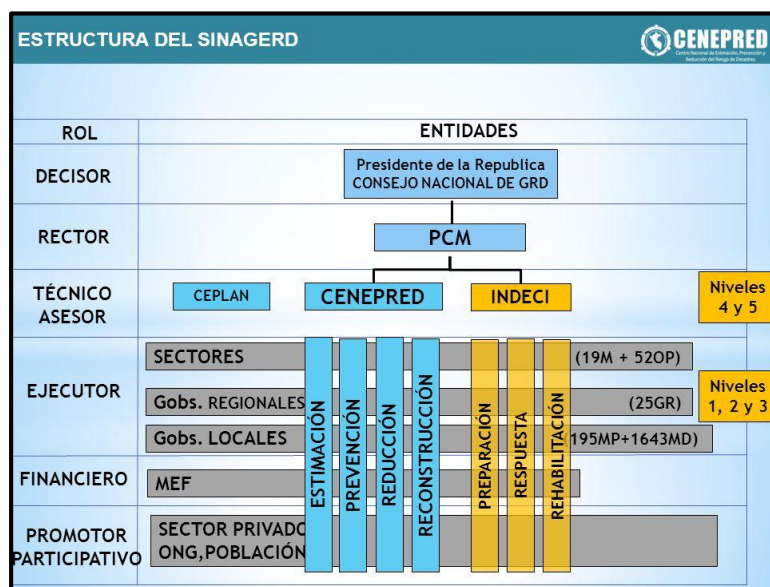 ESTRUCTURA DEL SINAGERD
CENEPRED
Centro Nacional de Estimación, Prevención y
Reducción del Riesgo de Desastres
ROL
ENTIDADES
DECISOR
Presidente de la Republica
CONSEJO NACIONAL DE GRD
RECTOR
PCM
TÉCNICO
ASESOR
CEPLAN
CENEPRED
INDECI
Niveles
4 y 5
EJECUTOR
SECTORES
(19M + 52OP)
Gobs. REGIONALES
(25GR)
Gobs. LOCALES
(195MP+1643MD)
Niveles
1, 2 y 3
ESTIMACIÓN
PREVENCIÓN
REDUCCIÓN
RECONSTRUCCIÓN
PREPARACIÓN
RESPUESTA
REHABILITACIÓN
FINANCIERO
MEF
PROMOTOR
PARTICIPATIVO
SECTOR PRIVADO
ONG,POBLACIÓN